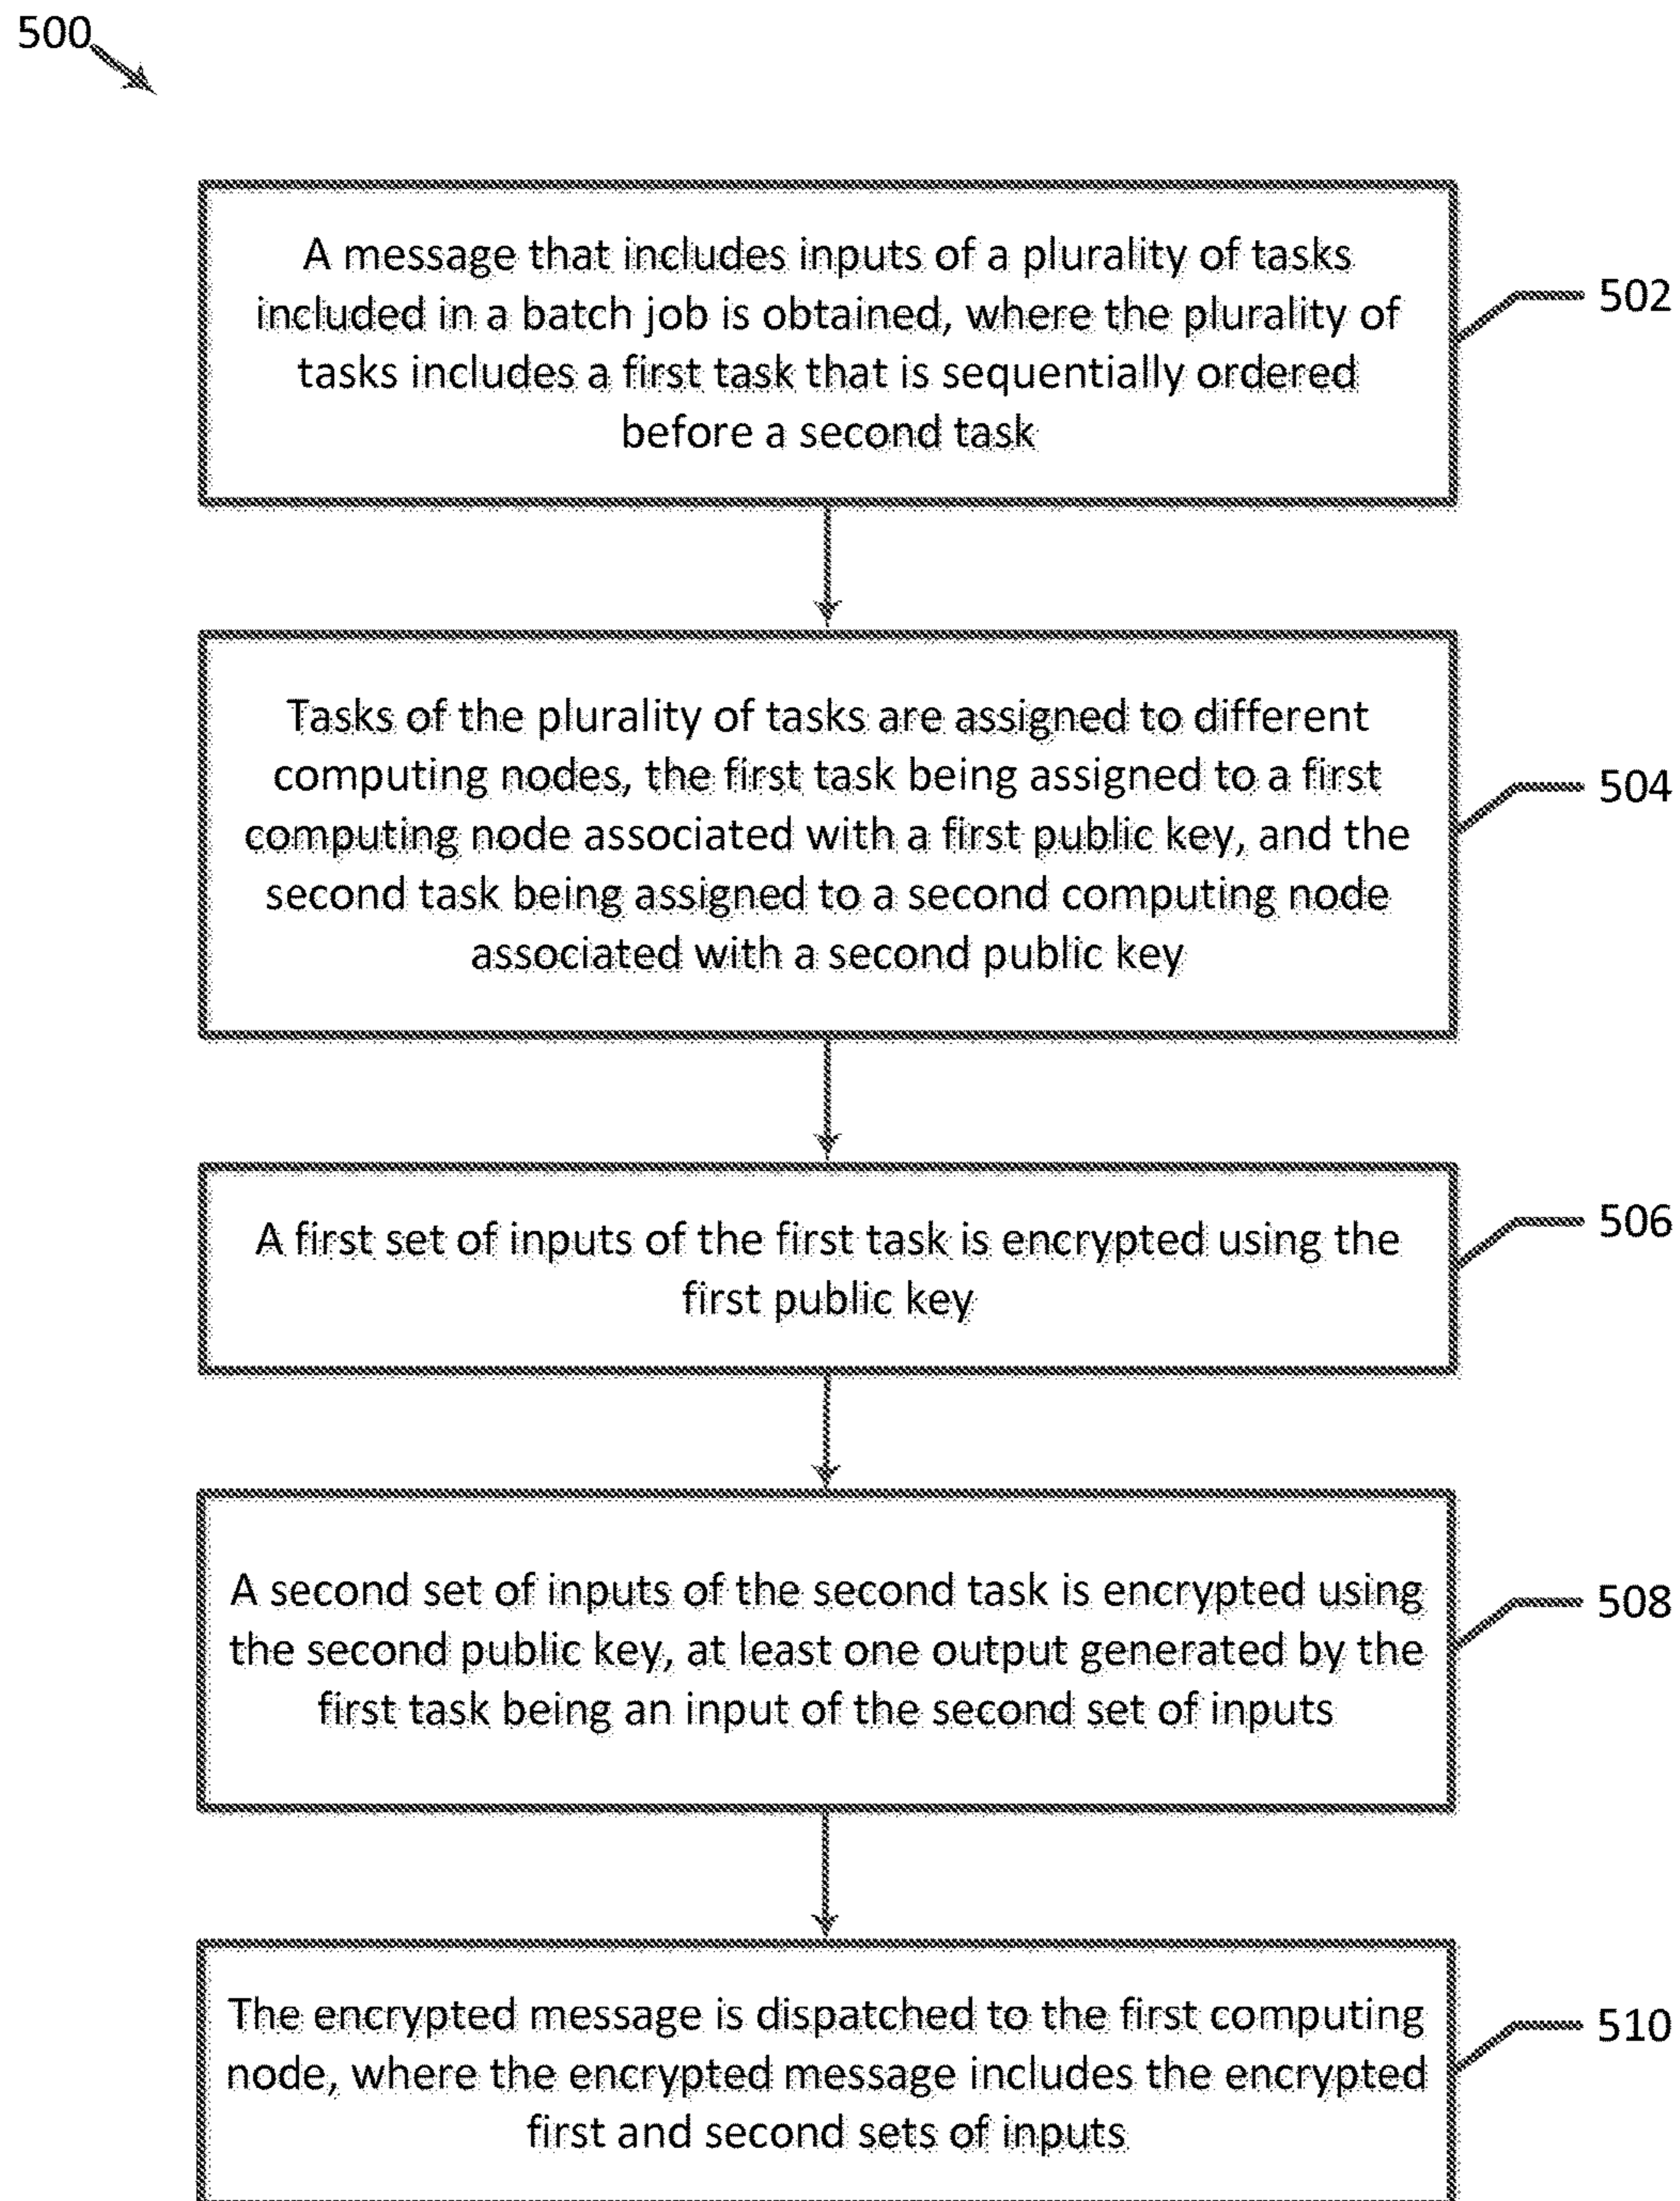 500
A message that includes inputs of a plurality of tasks
included in a batch job is obtained, where the plurality of
tasks includes a first task that is sequentially ordered
before a second task
502
Tasks of the plurality of tasks are assigned to different
computing nodes, the first task being assigned to a first
computing node associated with a first public key, and the
second task being assigned to a second computing node
associated with a second public key
504
A first set of inputs of the first task is encrypted using the
first public key
506
A second set of inputs of the second task is encrypted using
the second public key, at least one output generated by the
first task being an input of the second set of inputs
508
The encrypted message is dispatched to the first computing
node, where the encrypted message includes the encrypted
first and second sets of inputs
510